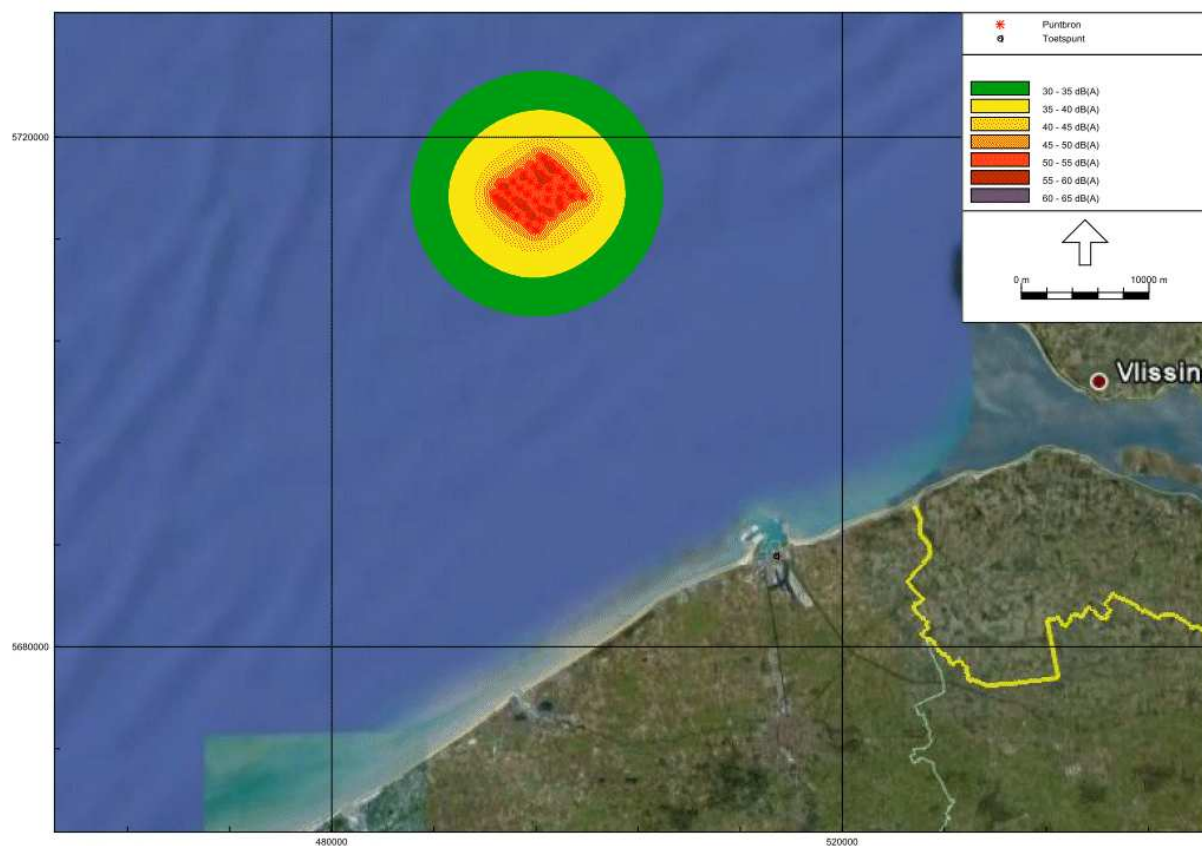 Puntbron
Toetspunt
30 - 35 dB(A)
35 - 40 dB(A)
40 - 45 dB(A)
45 - 50 dB(A)
50 - 55 dB(A)
55 - 60 dB(A)
60 - 65 dB(A)
0 m 10000 m
5720000
Vlissin
5680000
480000 520000